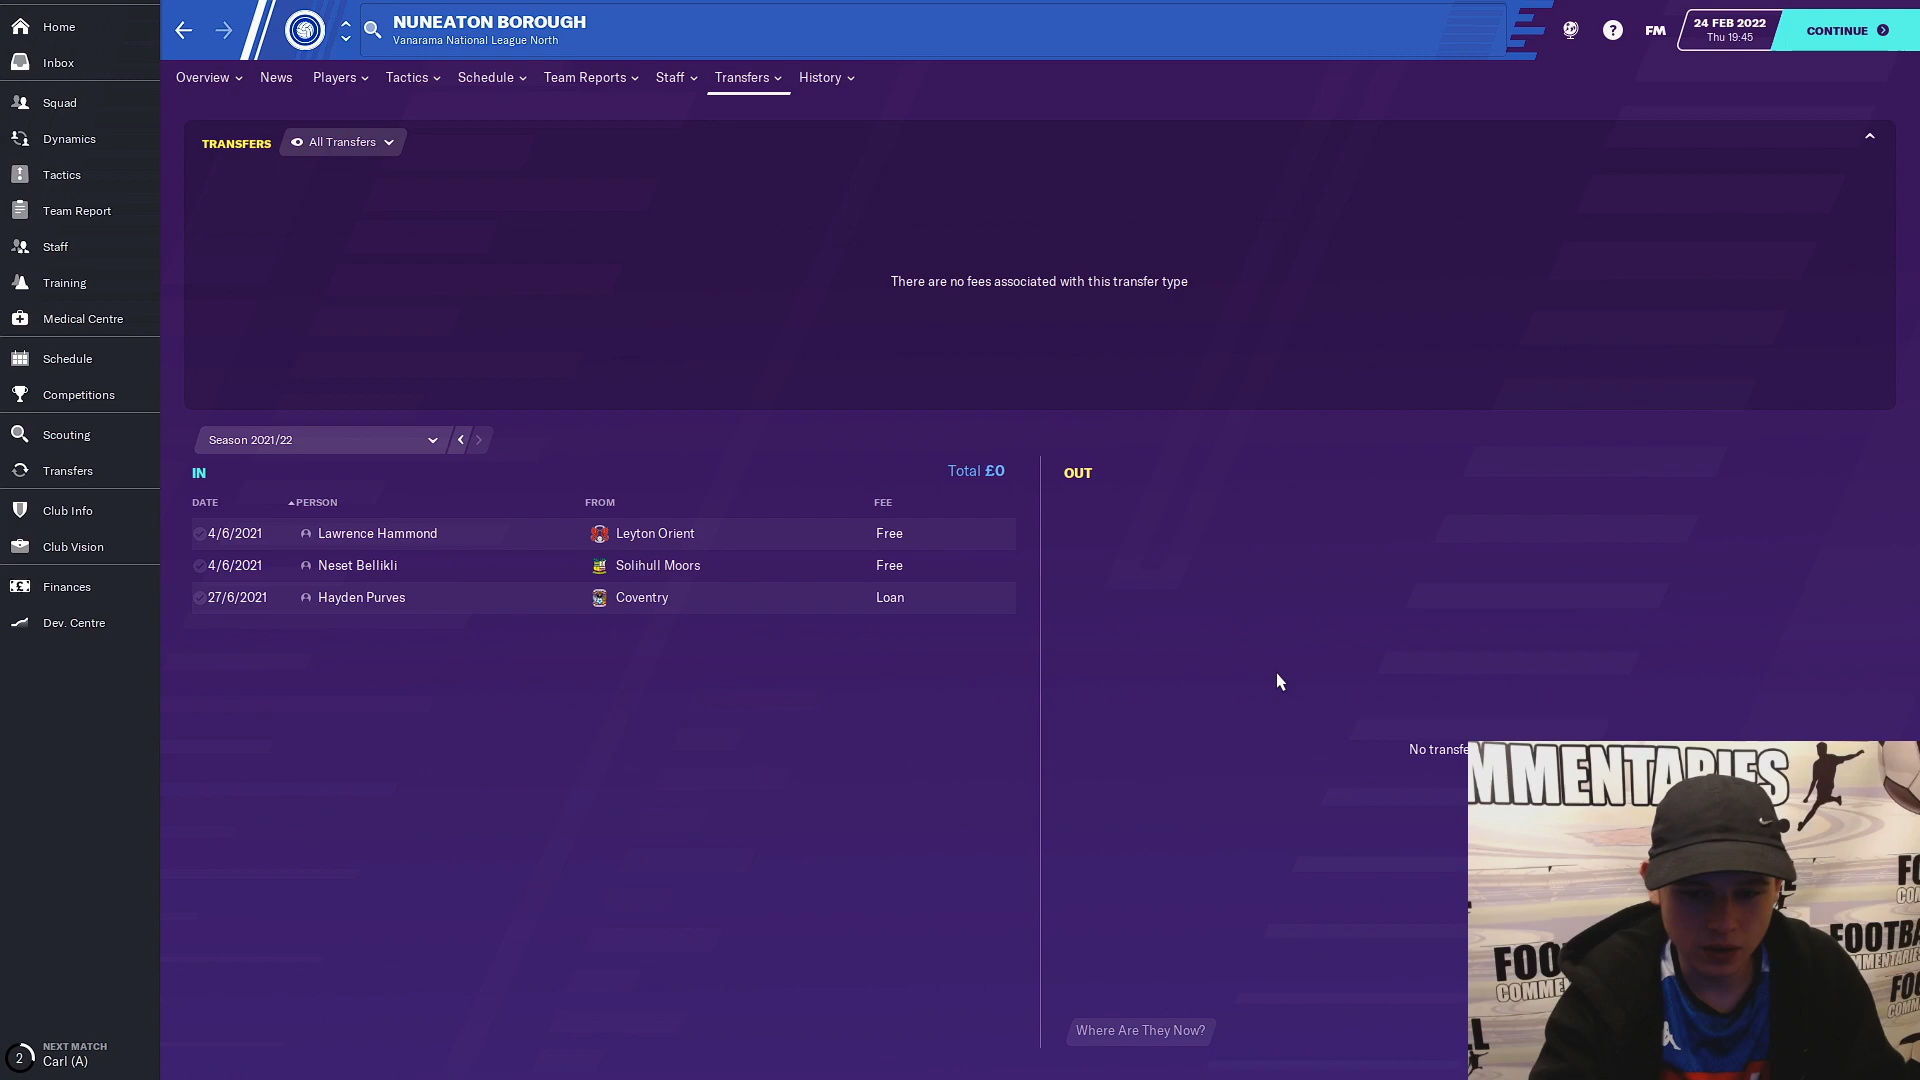 Home
Inbox
Squad
Dynamics
Tactics
Team Report
Staff
Training
Medical Centre
Schedule
Competitions
Scouting
Transfers
Club Info
Club Vision
Finances
Dev. Centre
2
NEXT MATCH
Carl (A)
NUNEATON BOROUGH
Vanarama National League North
FM
24 FEB 2022
Thu 19:45
CONTINUE
Overview News Players Tactics Schedule Team Reports Staff Transfers History
TRANSFERS All Transfers
There are no fees associated with this transfer type
Season 2021/22
IN Total £0
DATE PERSON FROM FEE
4/6/2021 Lawrence Hammond Leyton Orient Free
4/6/2021 Neset Bellikli Solihull Moors Free
27/6/2021 Hayden Purves Coventry Loan
OUT
No transfe
Where Are They Now?
MMENTARIES
FOO
COMME
FOOTBA
MMENTARIES